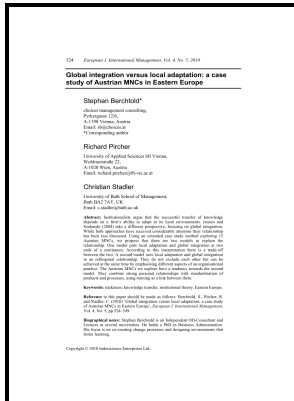 524 European J. International Management, Vol. 4, No. 5, 2010
Global integration versus local adaptation: a case
study of Austrian MNCs in Eastern Europe
Stephan Berchtold*
choices management consulting,
Pyrkergasse 12/6,
A-1190 Vienna, Austria
Email: sb@choices.at
*Corresponding author
Richard Pircher
University of Applied Sciences bfi Vienna,
Wohlmutstraße 22,
A-1020 Wien, Austria
Email: richard.pircher@fh-vie.ac.at
Christian Stadler
University of Bath School of Management,
Bath BA2 7AY, UK
Email: c.stadler@bath.ac.uk
Abstract: Institutionalists argue that the successful transfer of knowledge
depends on a firm's ability to adapt to its local environments. Jensen and
Szulanski (2004) take a different perspective, focusing on global integration.
While both approaches have received considerable attention their relationship
has been less discussed. Using an extended case study method exploring 15
Austrian MNCs, we propose that there are two models to explain the
relationship. One model puts local adaptation and global integration at two
ends of a continuum. According to this interpretation there is a trade-off
between the two. A second model sees local adaptation and global integration
in an orthogonal relationship. They do not exclude each other but can be
achieved at the same time by emphasising different aspects of an organisational
practice. The Austrian MNCs we explore have a tendency towards the second
model. They combine strong personal relationships with standardisation of
products and processes, using training as a link between them.
Keywords: stickiness; knowledge transfer; institutional theory; Eastern Europe.
Reference to this paper should be made as follows: Berchtold, S., Pircher, R.
and Stadler, C. (2010) 'Global integration versus local adaptation: a case study
of Austrian MNCs in Eastern Europe', European J. International Management,
Vol. 4, No. 5, pp.524–549.
Biographical notes: Stephan Berchtold is an Independent OD-Consultant and
Lecturer at several universities. He holds a PhD in Business Administration.
His focus is on co-creating change processes and designing environments that
foster learning.
Copyright © 2010 Inderscience Enterprises Ltd.